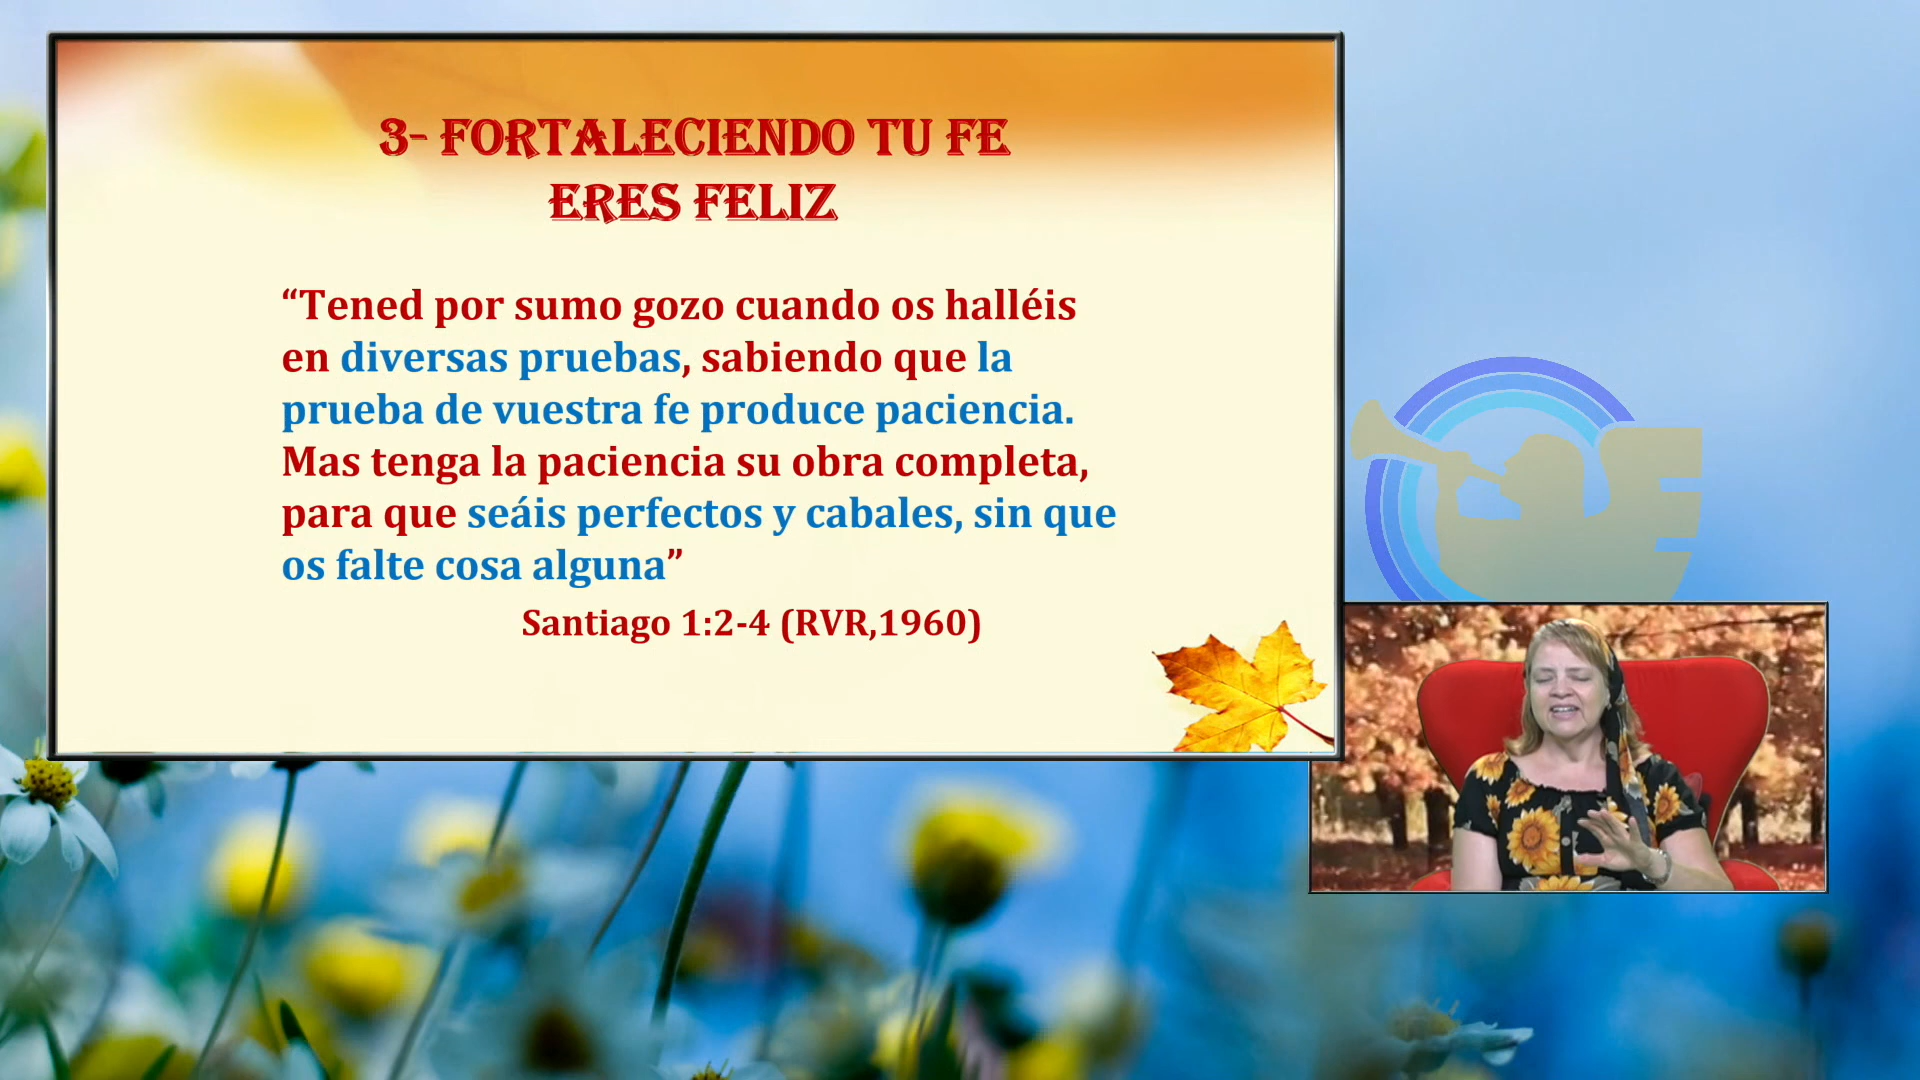 3- FORTALECIENDO TU FE
ERES FELIZ
“Tened por sumo gozo cuando os halléis
en diversas pruebas, sabiendo que la
prueba de vuestra fe produce paciencia.
Mas tenga la paciencia su obra completa,
para que seáis perfectos y cabales, sin que
os falte cosa alguna”
Santiago 1:2-4 (RVR,1960)